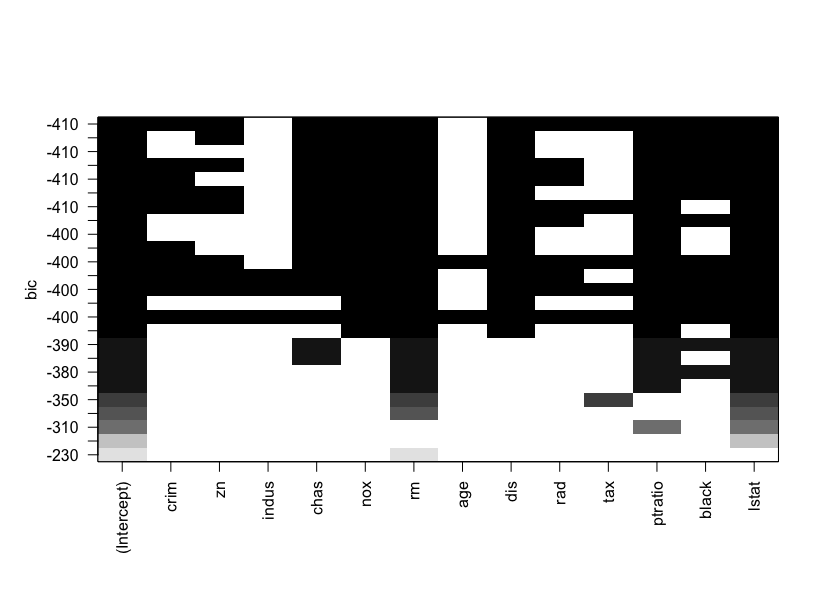 -410
-410
-410
-410
-400
-400
-400
-400
-390
-380
-350
-310
-230
bic
(Intercept)
crim
zn
indus
chas
nox
rm
age
dis
rad
tax
ptratio
black
lstat